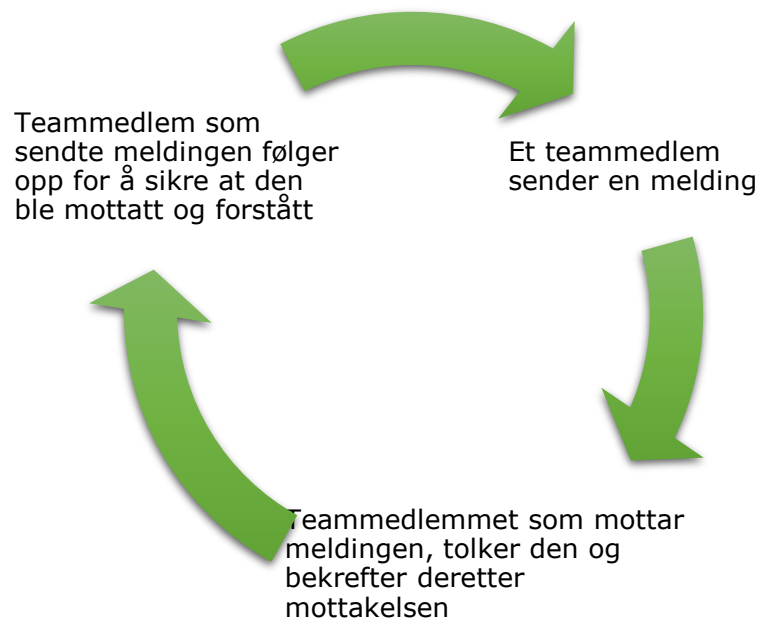 Teammedlem som
sendte meldingen følger
opp for å sikre at den
ble mottatt og forstått
Et teammedlem
sender en melding
Teammedlemmet som mottar
meldingen, tolker den og
bekrefter deretter
mottakelsen